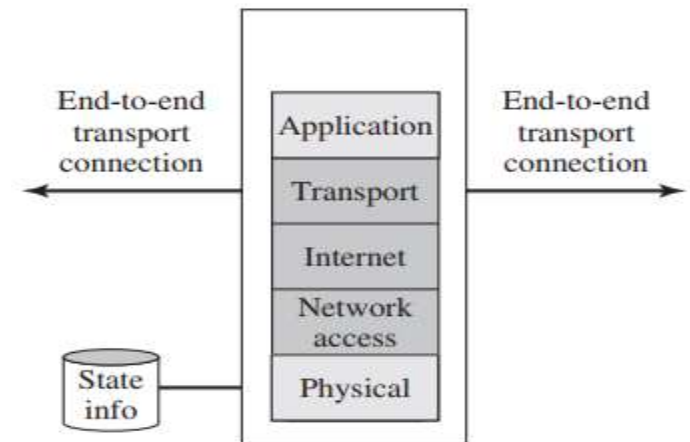 End-to-end
transport
connection
Application
Transport
Internet
Network
access
Physical
End-to-end
transport
connection
State
info